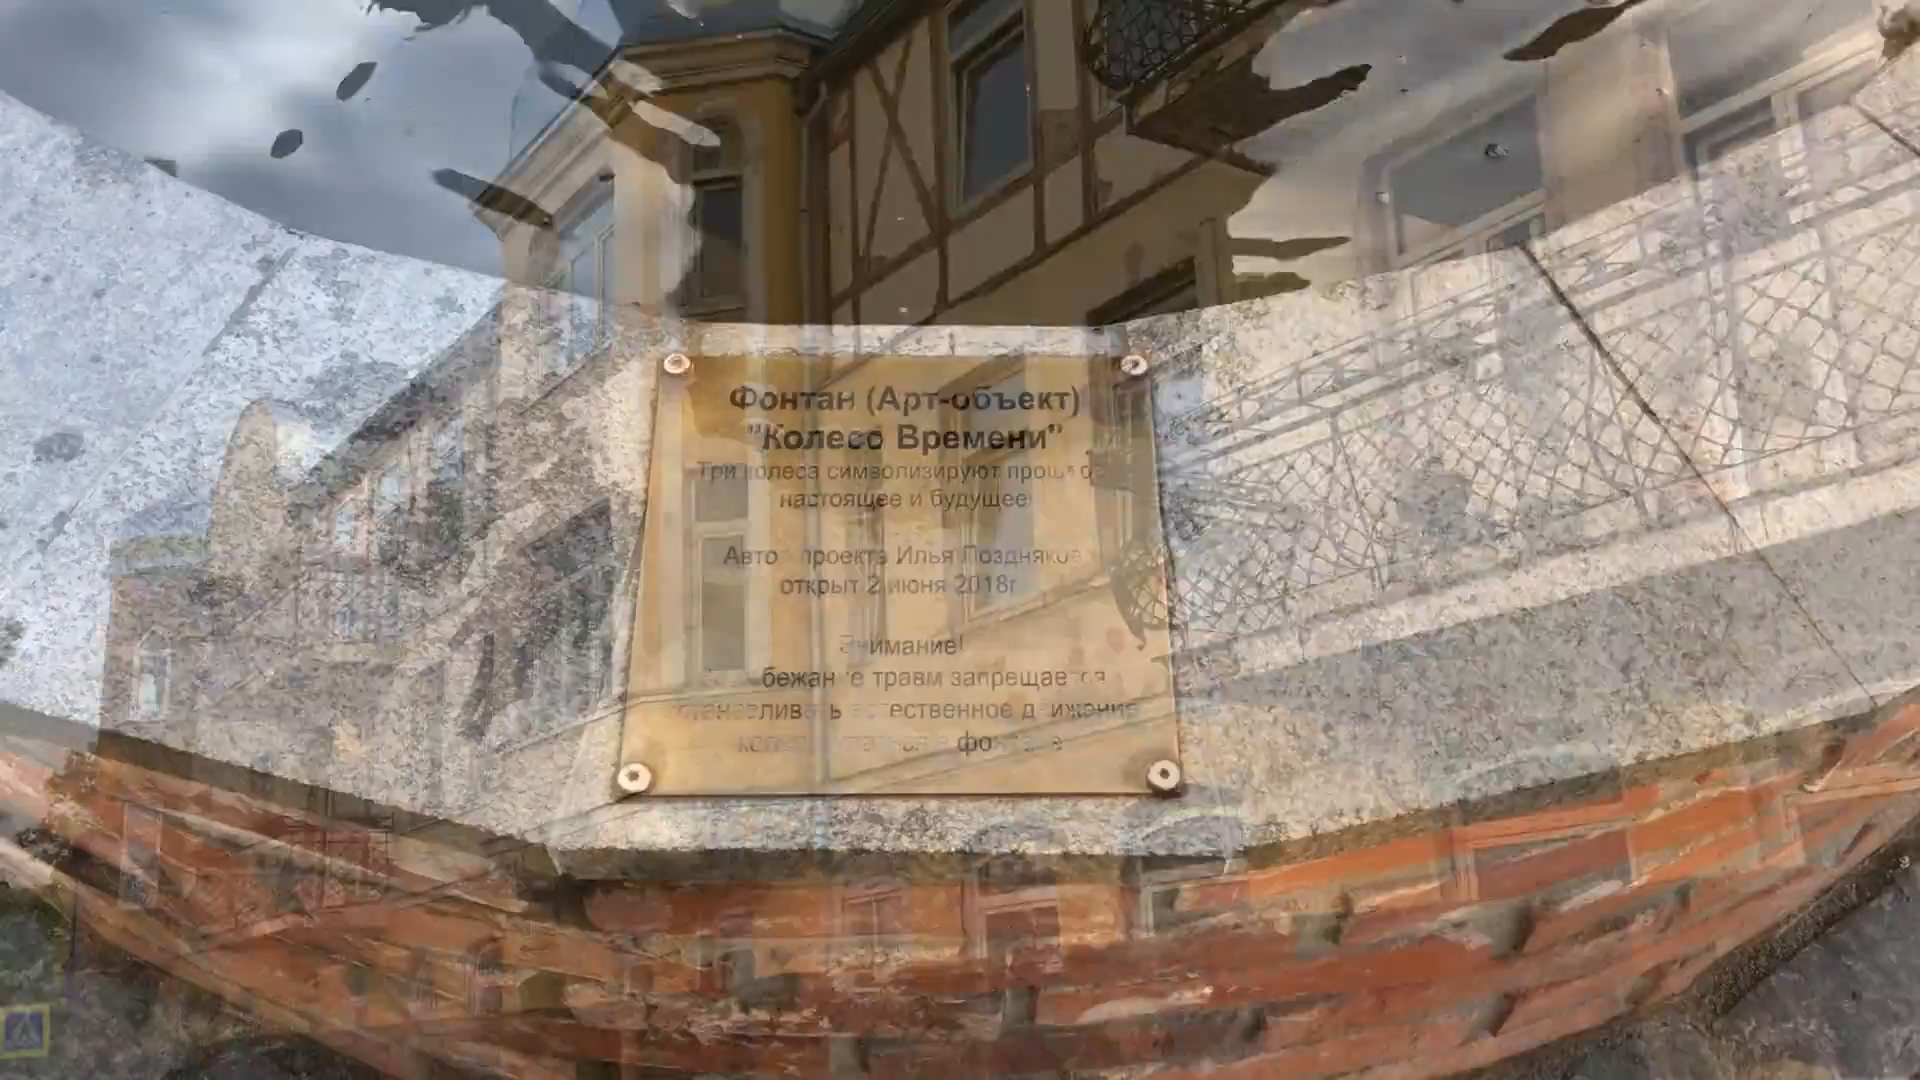 Фонтан (Арт-объект)
"Колесо Времени"
Три колеса символизируют
настоящее и будущее
проекта Илья Поздняков
открыт 2 июня 2018г
Внимание!
травм запрещается
естественное движение